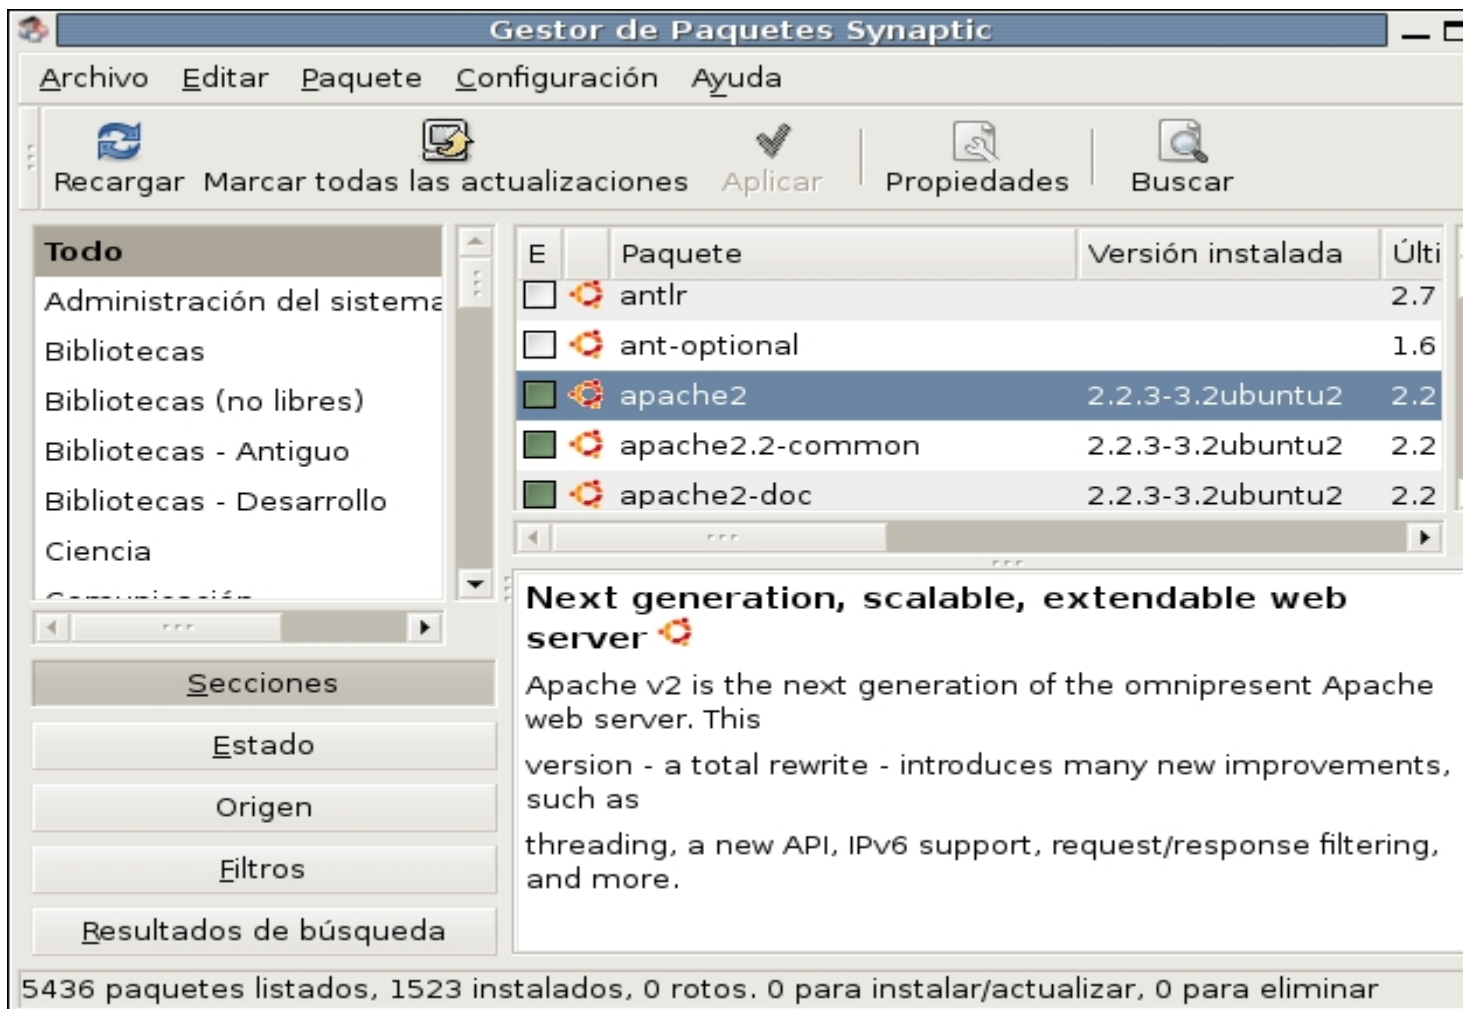 Gestor de Paquetes Synaptic
Archivo Editar Paquete Configuración Ayuda
Recargar Marcar todas las actualizaciones Aplicar Propiedades Buscar
Todo
Administración del sistema
Bibliotecas
Bibliotecas (no libres)
Bibliotecas - Antiguo
Bibliotecas - Desarrollo
Ciencia
Comunicación
Secciones
Estado
Origen
Filtros
Resultados de búsqueda
E Paquete Versión instalada Últi
antlr 2.7
ant-optional 1.6
apache2 2.2.3-3.2ubuntu2 2.2
apache2.2-common 2.2.3-3.2ubuntu2 2.2
apache2-doc 2.2.3-3.2ubuntu2 2.2
Next generation, scalable, extendable web
server
Apache v2 is the next generation of the omnipresent Apache
web server. This
version - a total rewrite - introduces many new improvements,
such as
threading, a new API, IPv6 support, request/response filtering,
and more.
5436 paquetes listados, 1523 instalados, 0 rotos. 0 para instalar/actualizar, 0 para eliminar